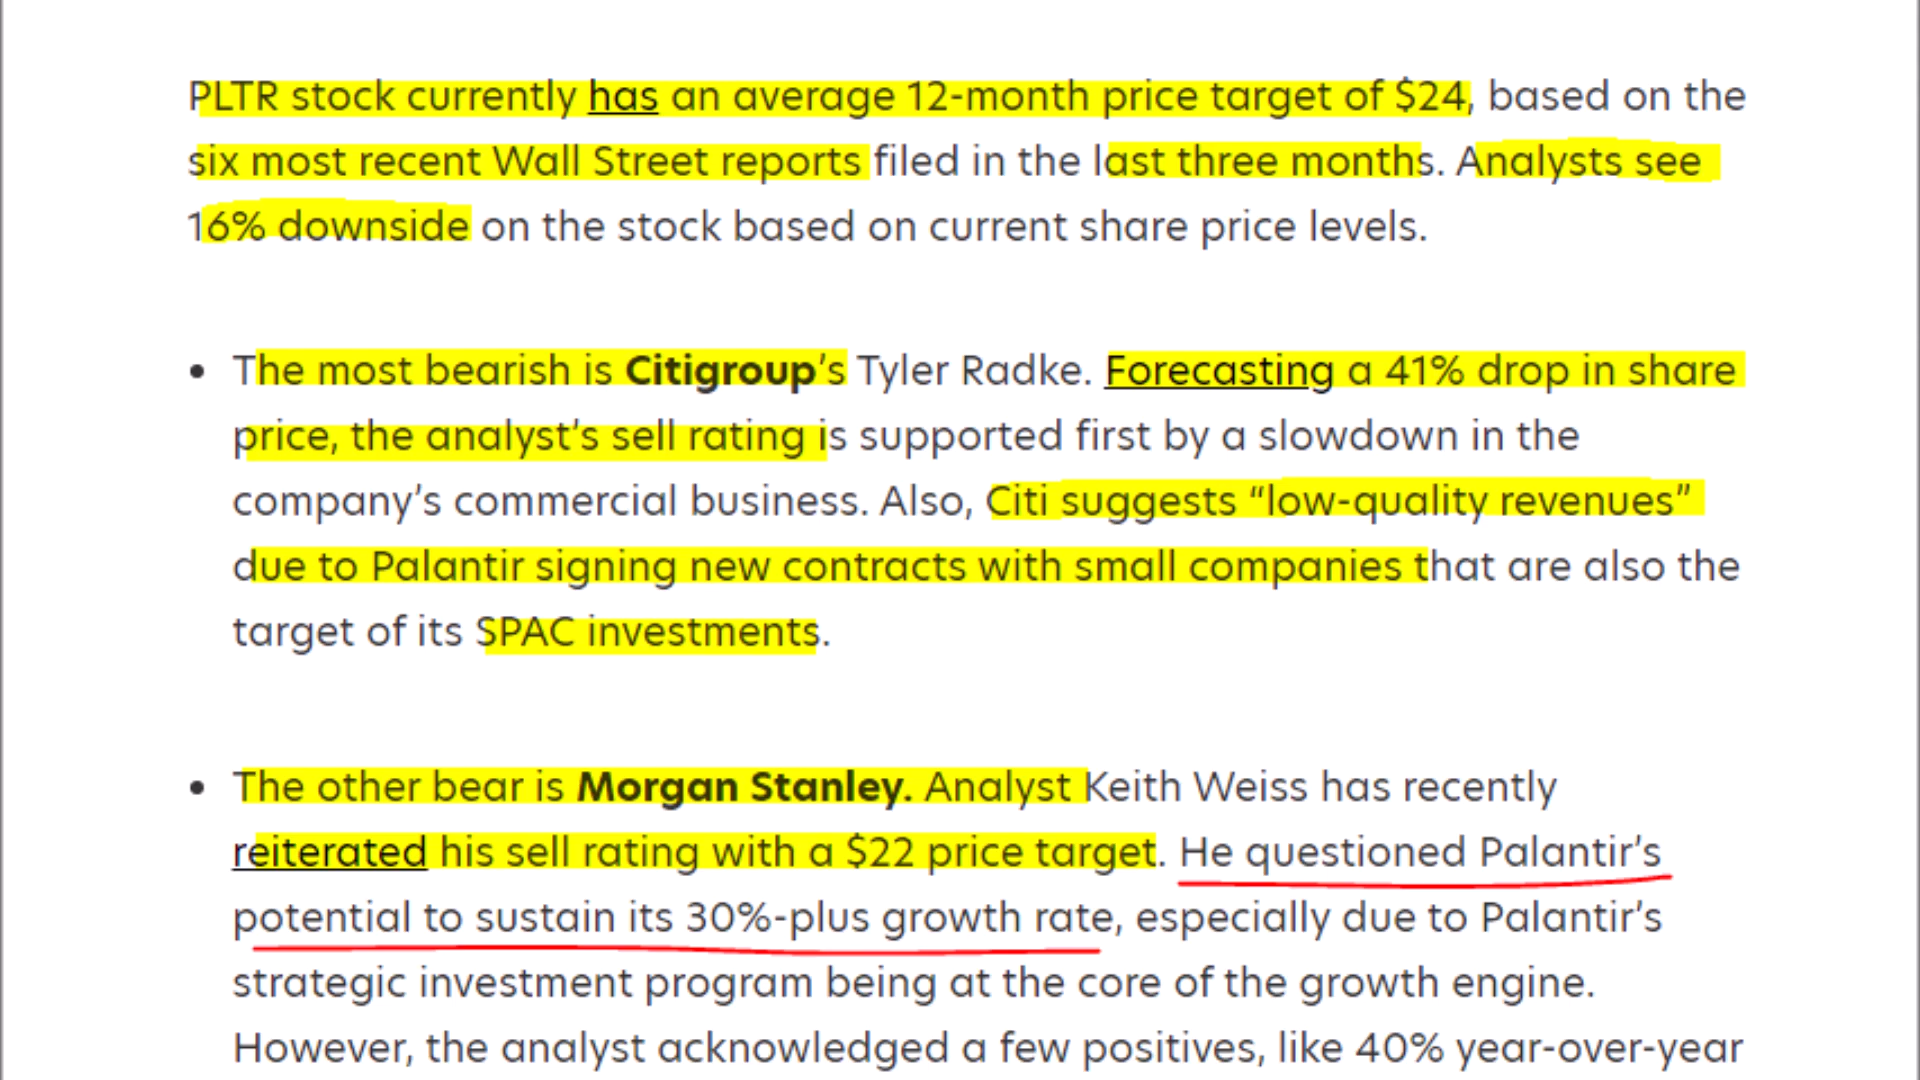 PLTR stock currently has an average 12-month price target of $24, based on the
six most recent Wall Street reports filed in the last three months. Analysts see
16% downside on the stock based on current share price levels.
• The most bearish is Citigroup’s Tyler Radke. Forecasting a 41% drop in share
price, the analyst’s sell rating is supported first by a slowdown in the
company’s commercial business. Also, Citi suggests “low-quality revenues”
due to Palantir signing new contracts with small companies that are also the
target of its SPAC investments.
• The other bear is Morgan Stanley. Analyst Keith Weiss has recently
reiterated his sell rating with a $22 price target. He questioned Palantir’s
potential to sustain its 30%-plus growth rate, especially due to Palantir’s
strategic investment program being at the core of the growth engine.
However, the analyst acknowledged a few positives, like 40% year-over-year